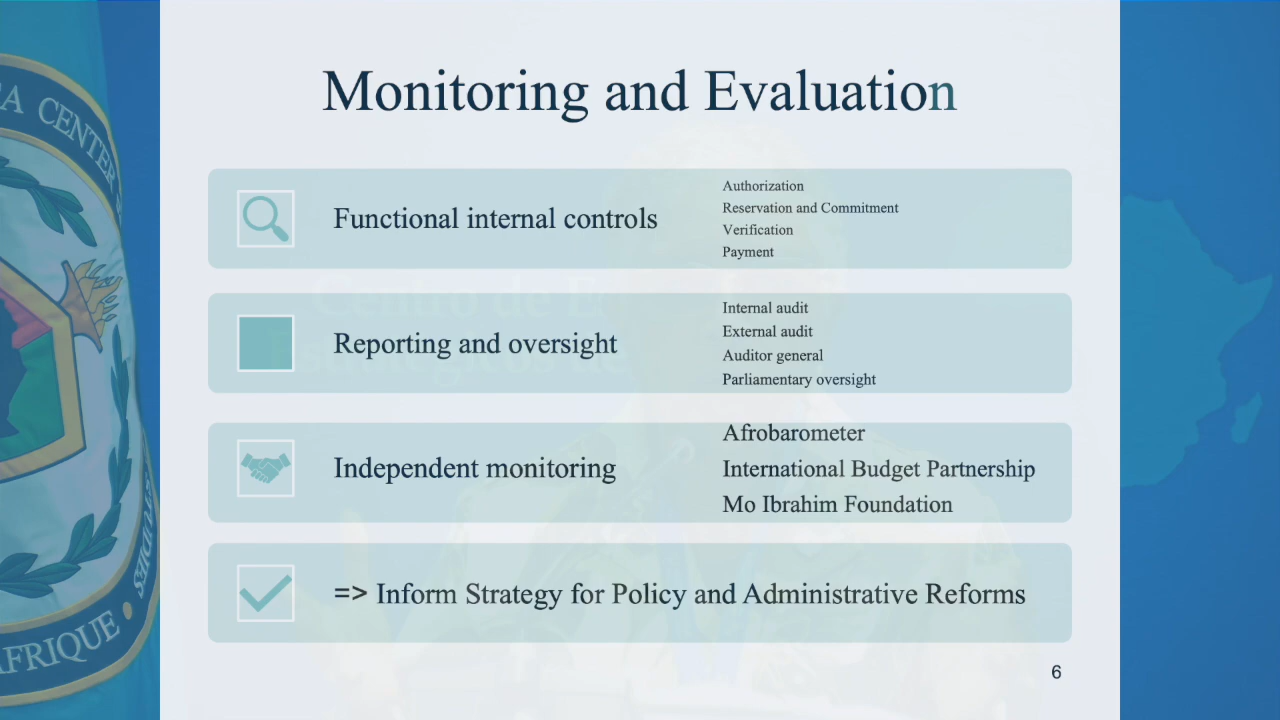 Monitoring and Evaluation
Functional internal controls
Authorization
Reservation and Commitment
Verification
Payment
Reporting and oversight
Internal audit
External audit
Auditor general
Parliamentary oversight
Independent monitoring
Afrobarometer
International Budget Partnership
Mo Ibrahim Foundation
=> Inform Strategy for Policy and Administrative Reforms
6
CENTER
AFRIQUE
Centro de E